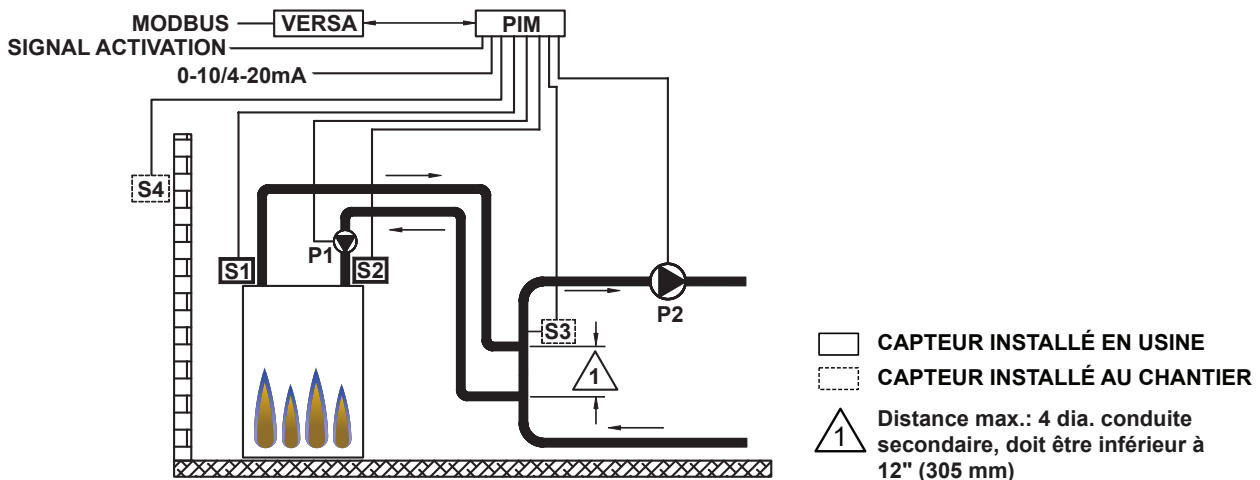 MODBUS
VERSA
PIM
SIGNAL ACTIVATION
0-10/4-20mA
S4
S1
P1
S2
S3
P2
1
CAPTEUR INSTALLÉ EN USINE
CAPTEUR INSTALLÉ AU CHANTIER
1
Distance max.: 4 dia. conduite
secondaire, doit être inférieur à
12" (305 mm)